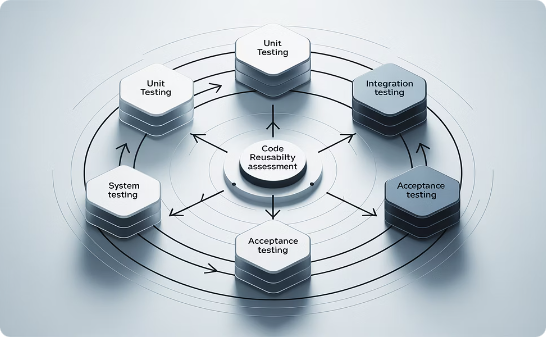 Unit
Testing
Unit
Testing
Integration
testing
Code
Reusabilty
assessment
System
testing
Acceptance
testing
Acceptance
testing